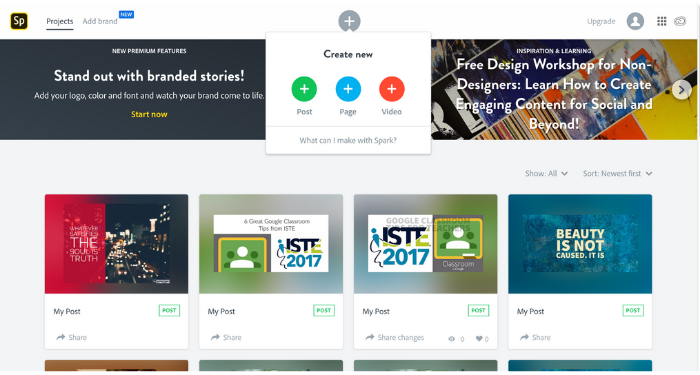 Sp
Projects
Add brand
NEW
Upgrade
NEW PREMIUM FEATURES
Stand out with branded stories!
Add your logo, color and font and watch your brand come to life.
Start now
Create new
Post
Page
Video
What can I make with Spark?
INSPIRATION & LEARNING
Free Design Workshop for Non-
Designers: Learn How to Create
Engaging Content for Social and
Beyond!
Show: All
Sort: Newest first
WHATEVER
SATISFIES
THE
SOUL IS
TRUTH
My Post
POST
Share
6 Great Google Classroom
Tips from ISTE
ISTE
2017
My Post
POST
Share
GOOGLE CLASSROOM
TEACHERS
ISTE
2017
Classroom
My Post
POST
Share changes
0
0
BEAUTY
IS NOT
CAUSED. IT IS
My Post
POST
Share